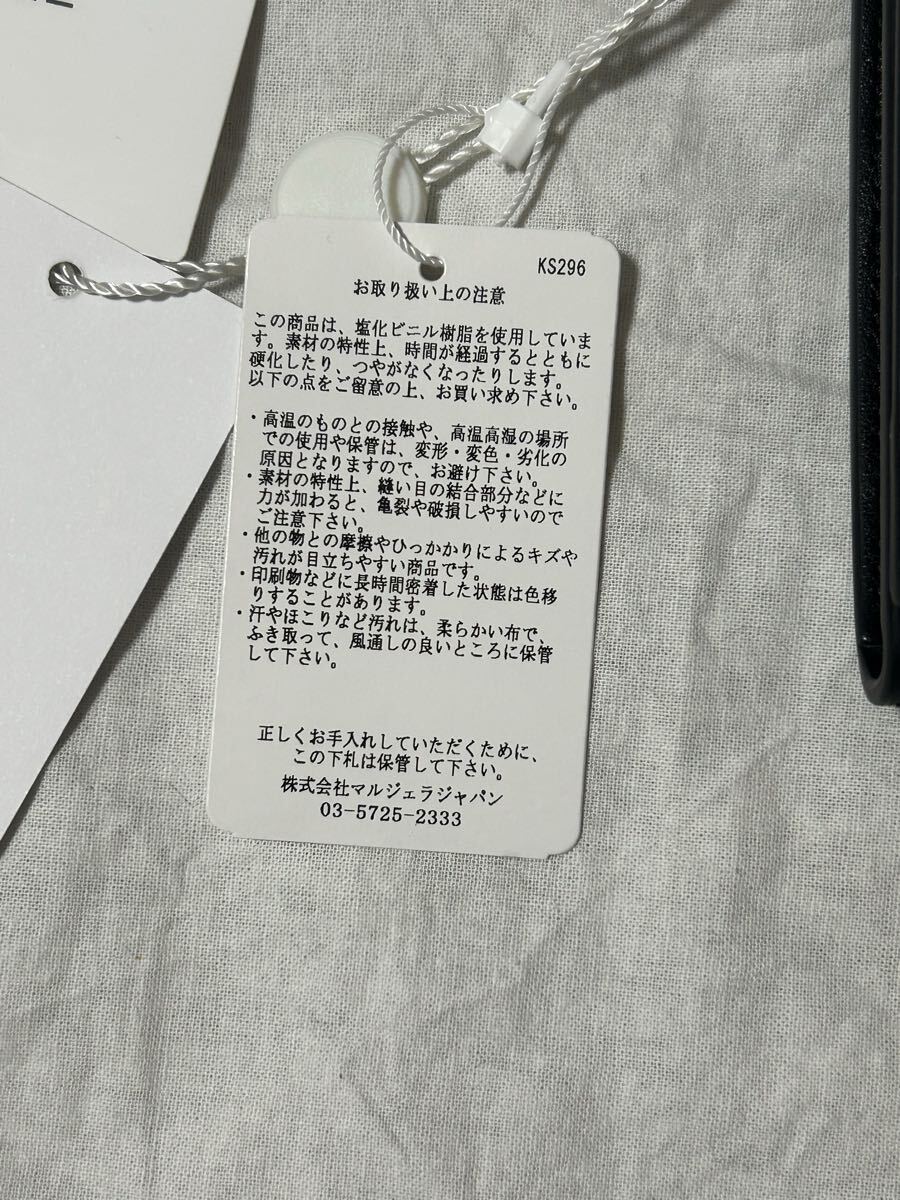 KS296
お取り扱い上の注意
この商品は、塩化ビニル樹脂を使用していま
す。素材の特性上、時間が経過するとともに
硬化したり、つやがなくなったりします。
以下の点をご留意の上、お買い求め下さい。
・高温のものとの接触や、高温高湿の場所
での使用や保管は、変形・変色・劣化の
原因となりますので、お避け下さい。
・素材の特性上、縫い目の結合部分などに
力が加わると、亀裂や破損しやすいので
ご注意下さい。
・他の物との摩擦やひっかかりによるキズや
汚れが目立ちやすい商品です。
・印刷物などに長時間密着した状態は色移
りすることがあります。
・汗やほこりなど汚れは、柔らかい布で、
ふき取って、風通しの良いところに保管
して下さい。
正しくお手入れしていただくために、
この下札は保管して下さい。
株式会社マルジェラジャパン
03-5725-2333